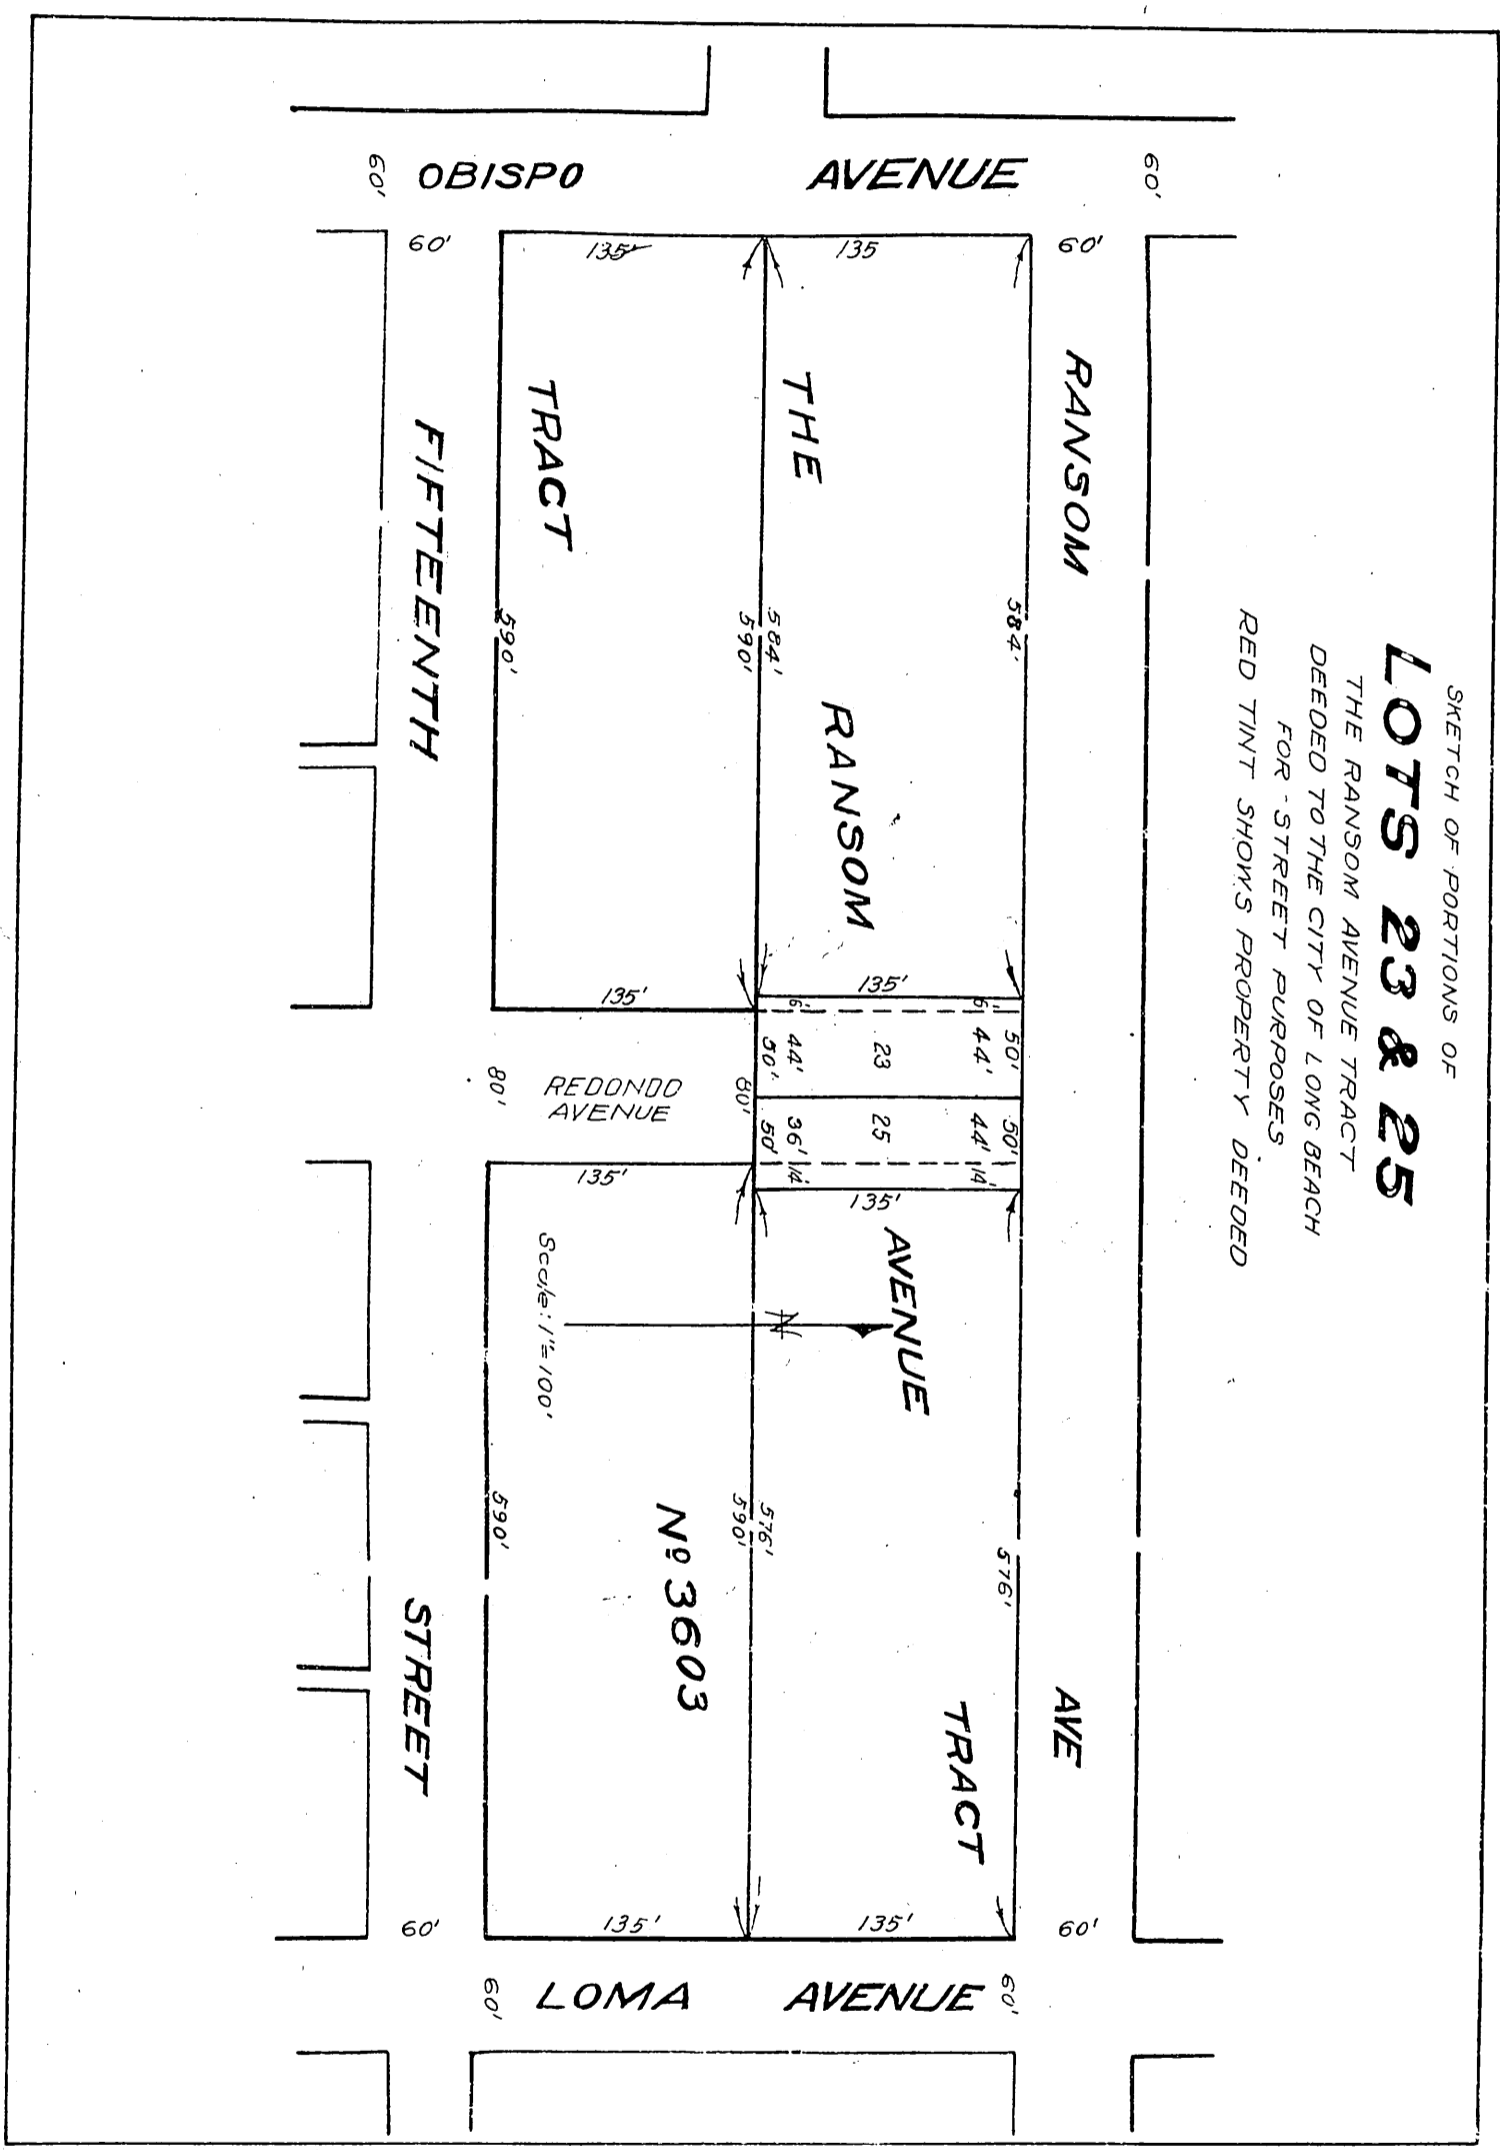 SKETCH OF PORTIONS OF
LOTS 23 & 25
THE RANSOM AVENUE TRACT
DEEDED TO THE CITY OF LONG BEACH
FOR STREET PURPOSES
RED TINT SHOWS PROPERTY DEEDED
60'
60'
OBISPO AVENUE
60'
60'
135'
135
RANSOM AVE
584'
576'
THE RANSOM AVENUE TRACT
584'
590'
576'
590'
135'
135'
6'
6'
50'
44'
23
44'
50'
50'
44'
25
36'
50'
14'
14'
135'
135'
80'
80'
REDONDO
AVENUE
N
Scale: 1"=100'
TRACT Nº 3603
590'
590'
FIFTEENTH STREET
135'
135'
60'
60'
LOMA AVENUE
60'
60'